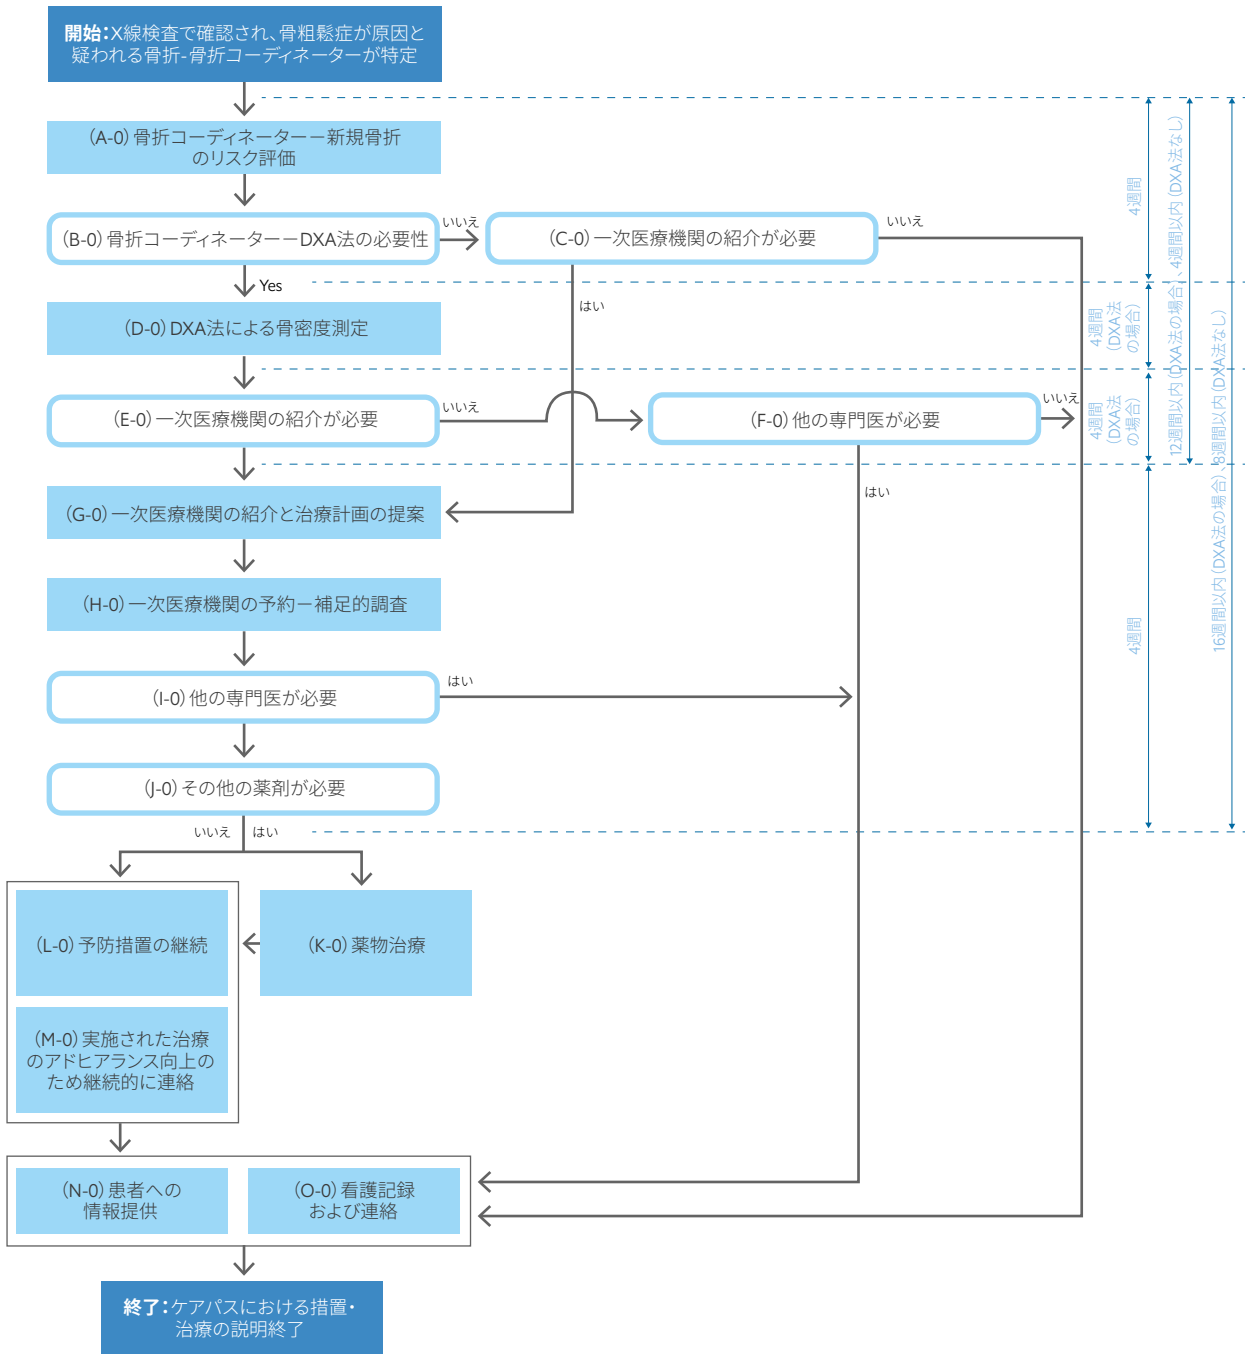 開始：X線検査で確認され、骨粗鬆症が原因と
疑われる骨折-骨折コーディネーターが特定
(A-0) 骨折コーディネーター－新規骨折
のリスク評価
(B-0) 骨折コーディネーター－DXA法の必要性
いいえ
(C-0) 一次医療機関の紹介が必要
いいえ
Yes
はい
(D-0) DXA法による骨密度測定
(E-0) 一次医療機関の紹介が必要
いいえ
(F-0) 他の専門医が必要
いいえ
はい
(G-0) 一次医療機関の紹介と治療計画の提案
(H-0) 一次医療機関の予約－補足的調査
(I-0) 他の専門医が必要
はい
(J-0) その他の薬剤が必要
いいえ
はい
(L-0) 予防措置の継続
(K-0) 薬物治療
(M-0) 実施された治療
のアドヒアランス向上の
ため継続的に連絡
(N-0) 患者への
情報提供
(O-0) 看護記録
および連絡
終了：ケアパスにおける措置・
治療の説明終了
4週間
4週間
（DXA法
の場合）
4週間
（DXA法
の場合）
4週間
12週間以内（DXA法の場合）、4週間以内（DXA法なし）
16週間以内（DXA法の場合）、8週間以内（DXA法なし）